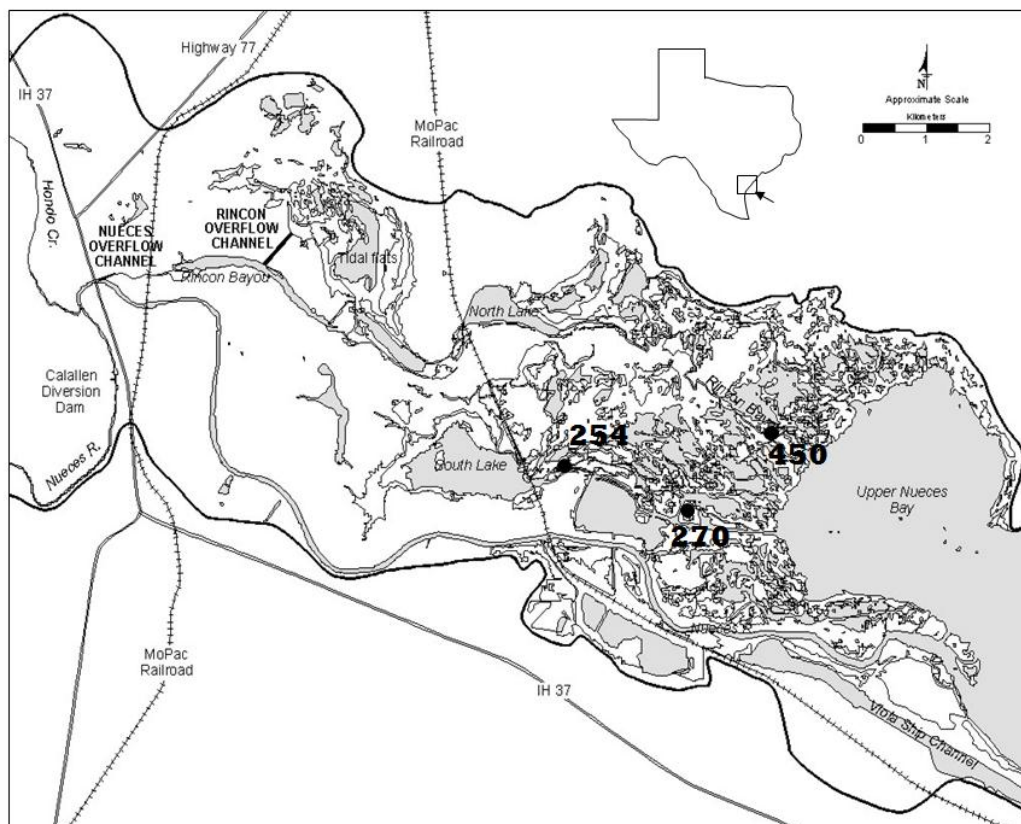 Highway 77
IH 37
MoPac
Railroad
N
Approximate Scale
Kilometers
0 1 2
Hondo Cr.
NUECES
OVERFLOW
CHANNEL
RINCON
OVERFLOW
CHANNEL
Tidal flats
Rincon Bayou
North Lake
Calallen
Diversion
Dam
Nueces R.
South Lake
254
450
270
Upper Nueces
Bay
Nueces
MoPac
Railroad
IH 37
Viola Ship Channel